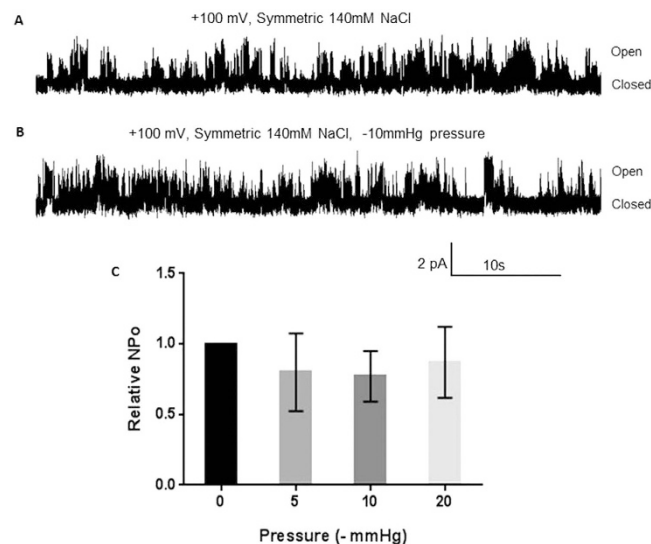 A
+100 mV, Symmetric 140mM NaCl
Open
Closed
B
+100 mV, Symmetric 140mM NaCl, -10mmHg pressure
Open
Closed
2 pA
10s
C
1.5
1.0
0.5
0.0
Relative NPo
0 5 10 20
Pressure (- mmHg)